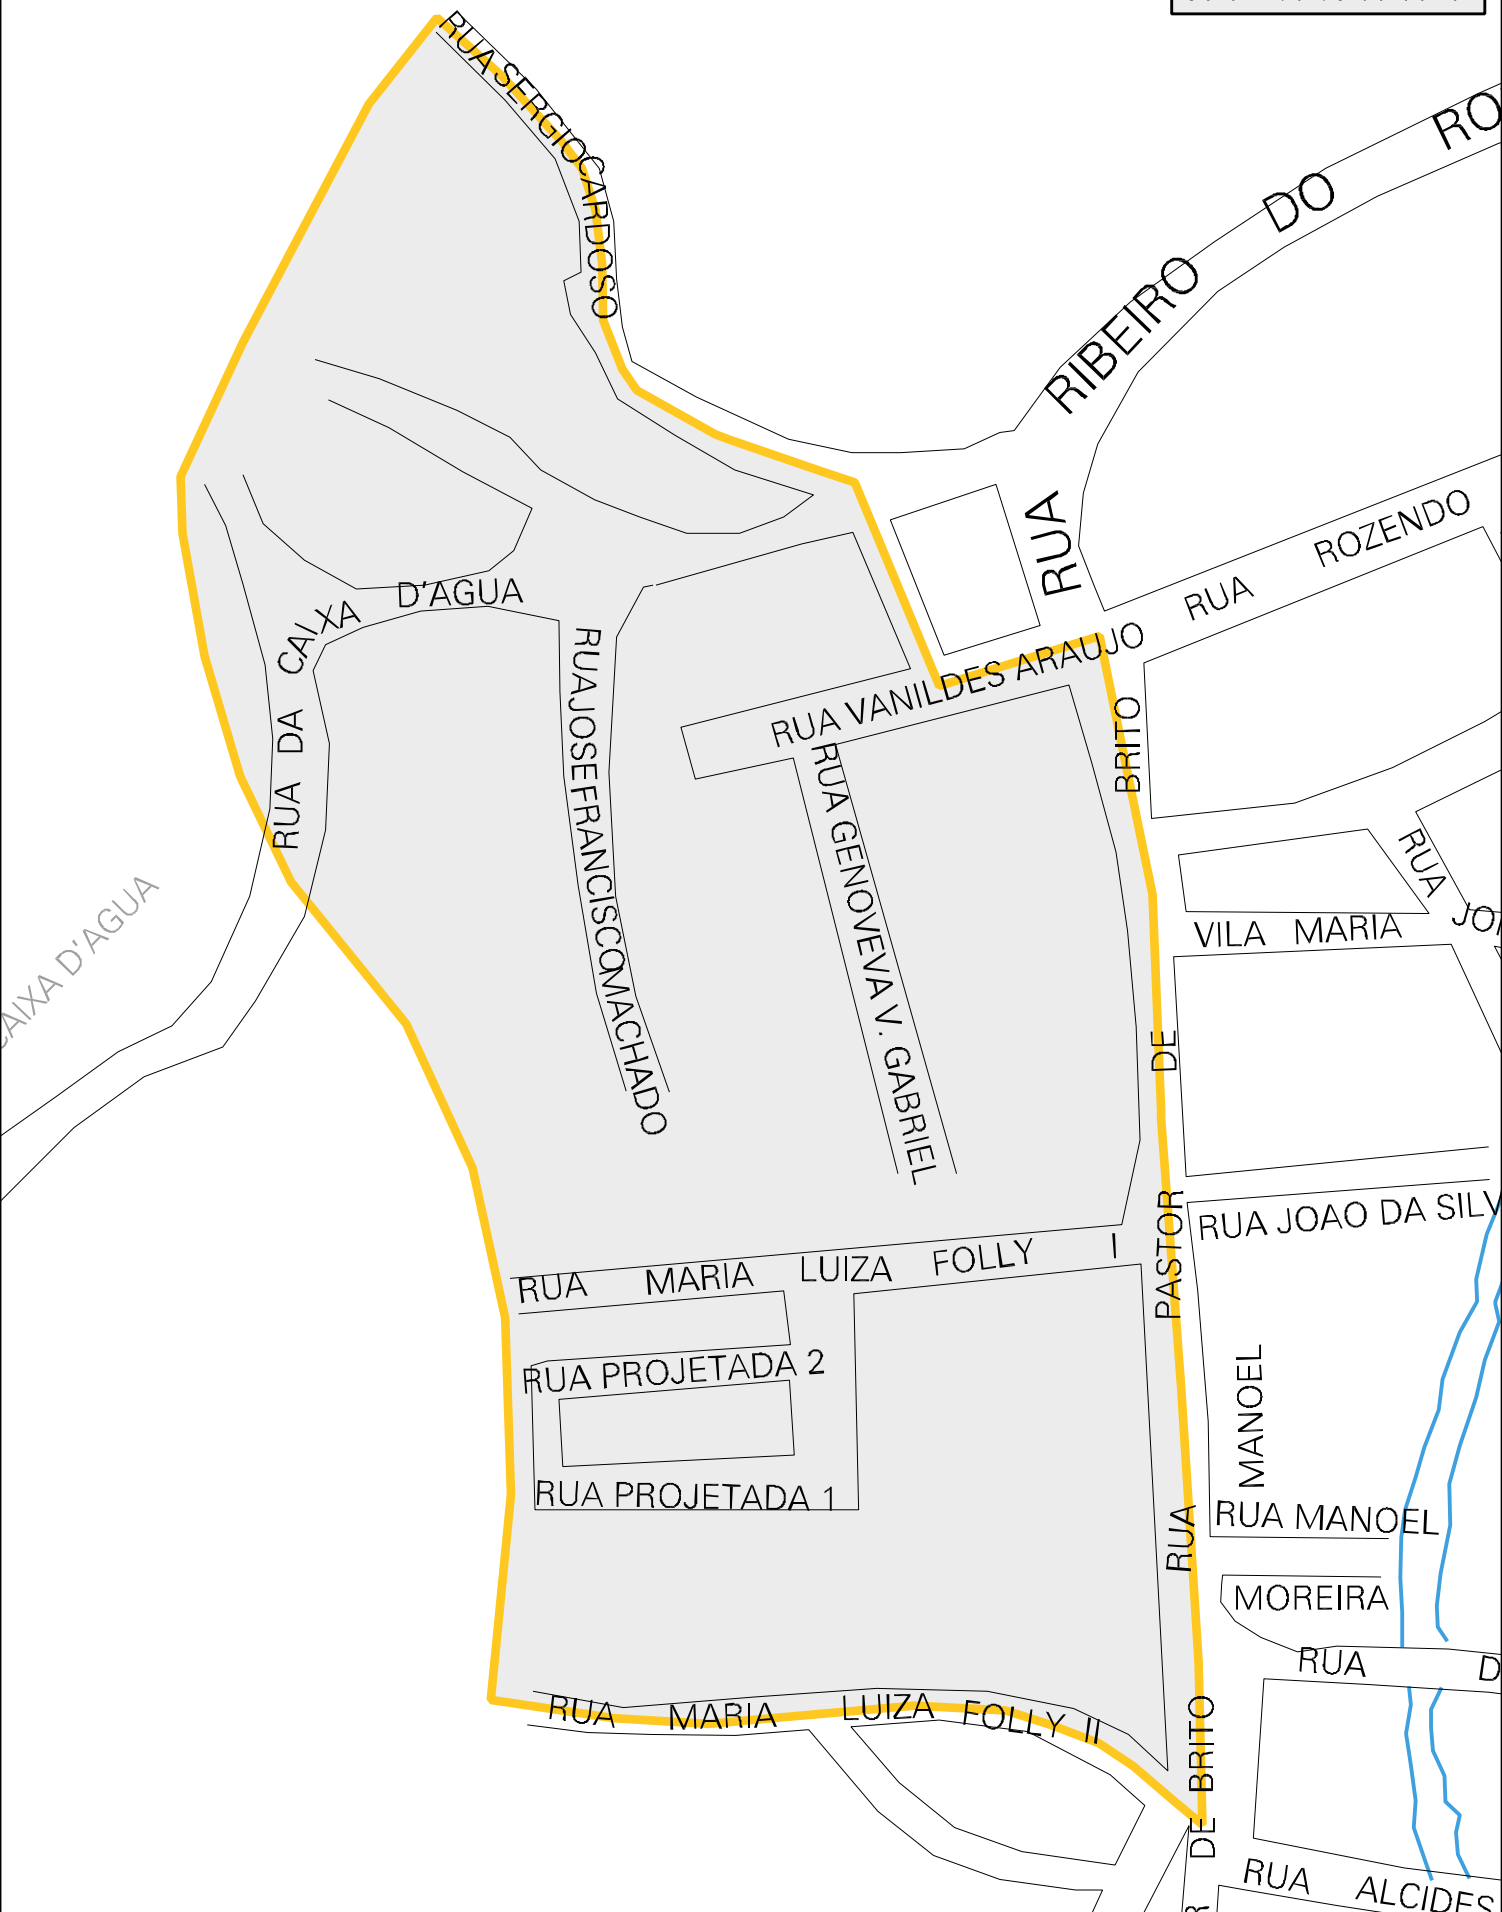 RUA SERGIO CARDOSO
RUA RIBEIRO DO RO
RUA ROZENDO
D'AGUA
RUA DA CAIXA
RUA JOSE FRANCISCO MACHADO
RUA VANILDES ARAUJO
RUA GENOVEVA V. GABRIEL
BRITO
RUA
VILA MARIA
CAIXA D'AGUA
DE
PASTOR
RUA JOAO DA SILV
RUA MARIA LUIZA FOLLY I
RUA PROJETADA 2
MANOEL
RUA PROJETADA 1
RUA
RUA MANOEL
MOREIRA
RUA D
RUA MARIA LUIZA FOLLY II
DE BRITO
RUA ALCIDES